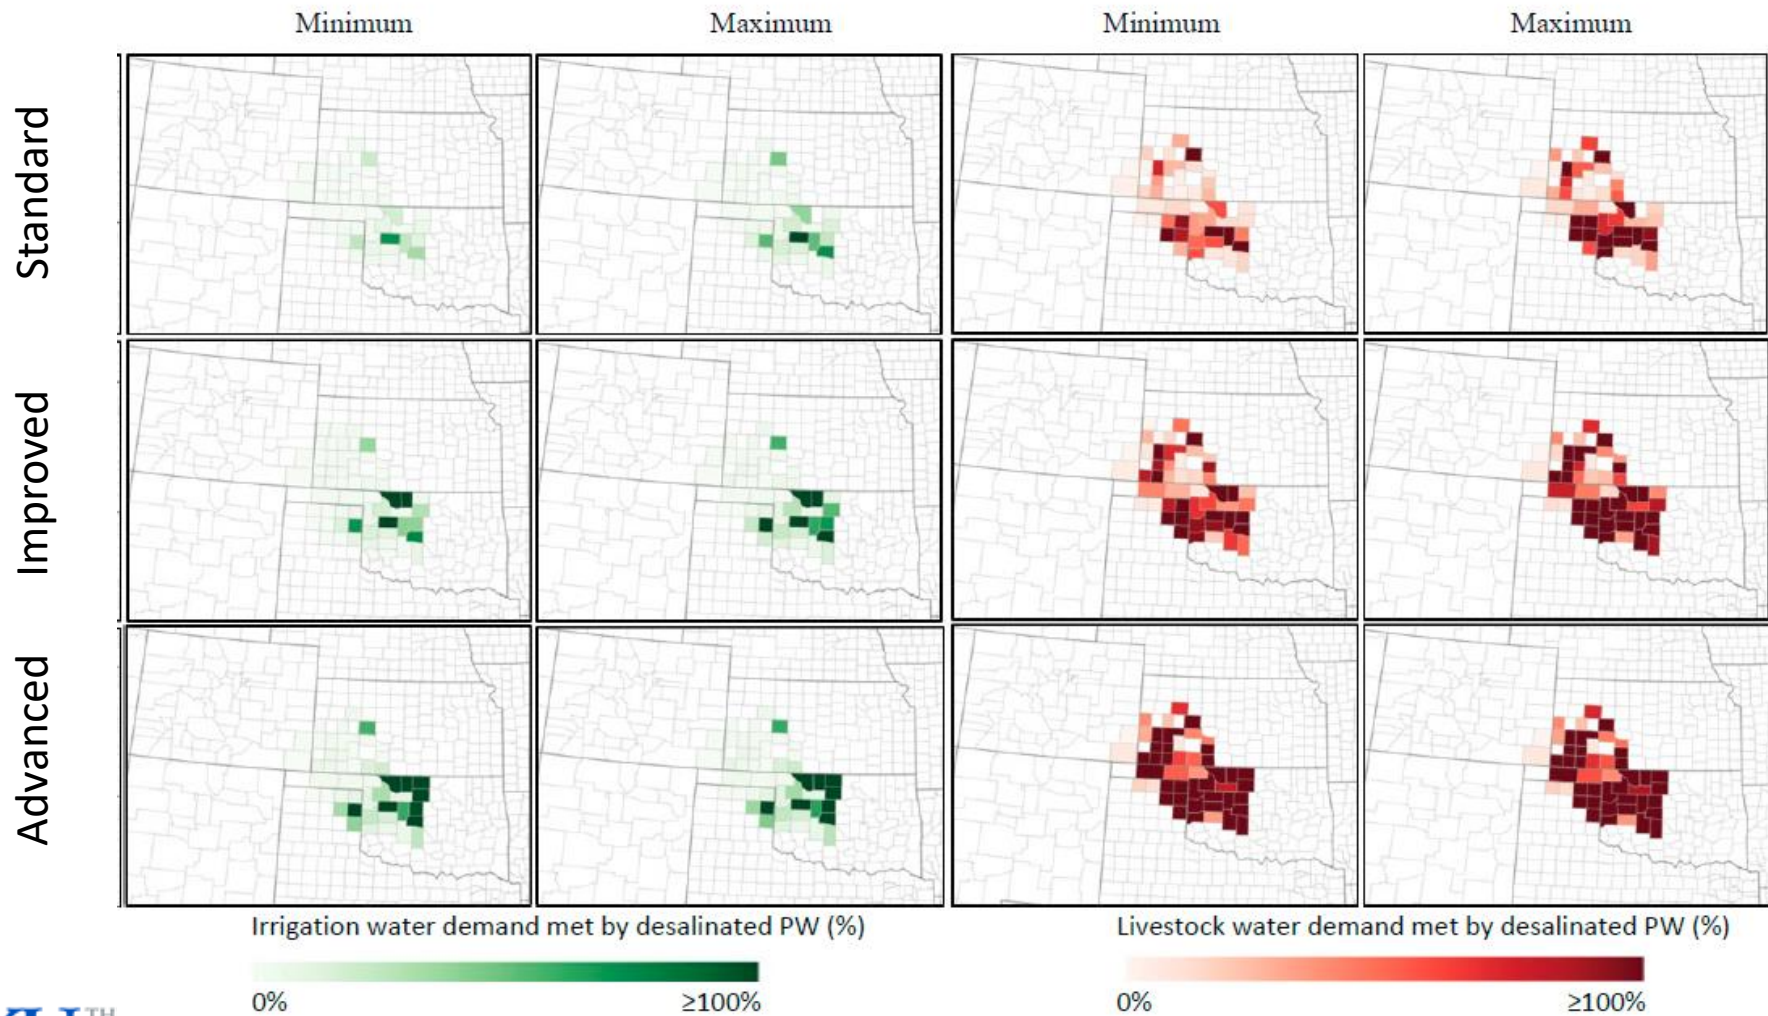 Minimum Maximum Minimum Maximum
Standard
Improved
Advanced
Irrigation water demand met by desalinated PW (%) Livestock water demand met by desalinated PW (%)
0% ≥100% 0% ≥100%
TH